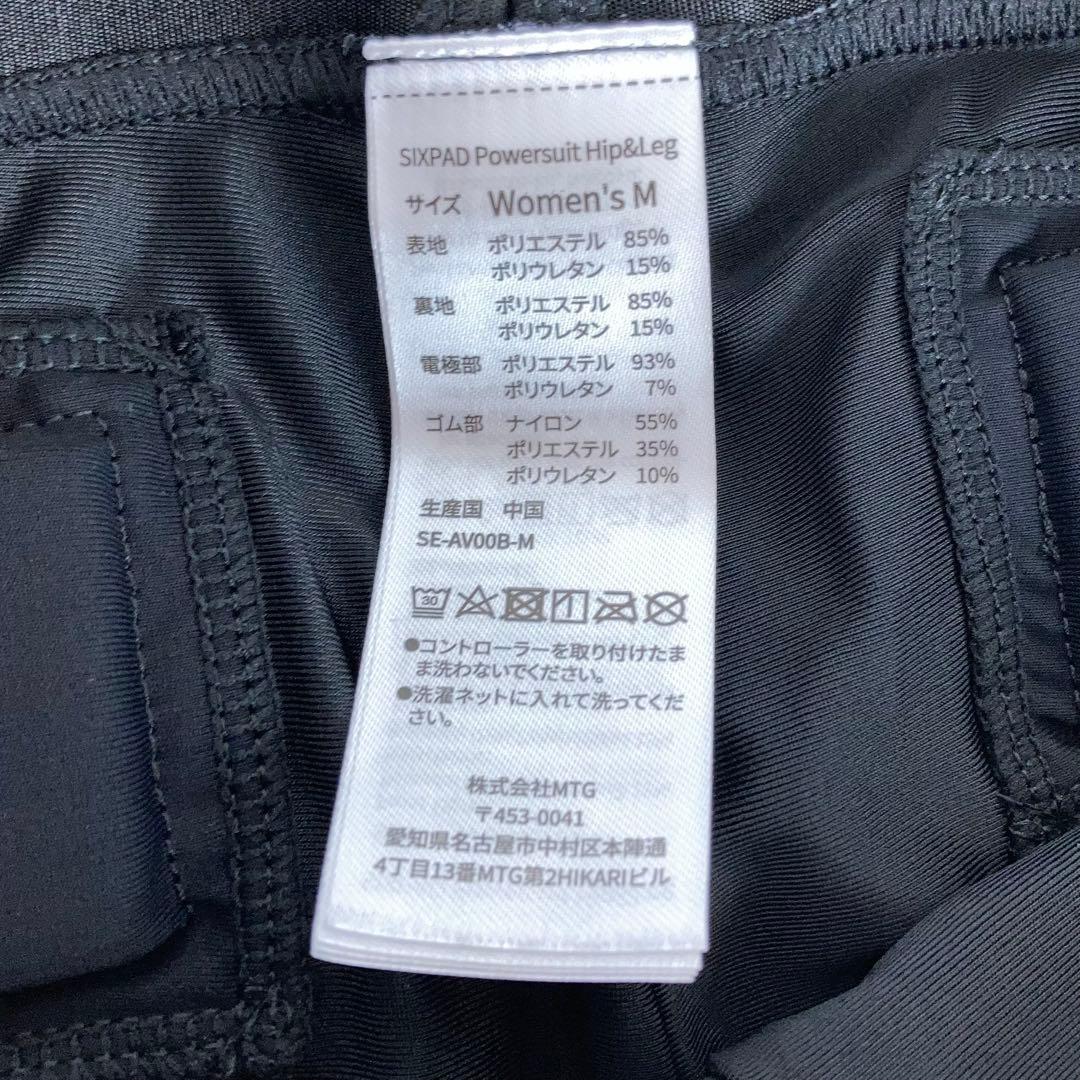 SIXPAD Powersuit Hip&Leg
サイズ Women's M
表地 ポリエステル 85%
ポリウレタン 15%
裏地 ポリエステル 85%
ポリウレタン 15%
電極部 ポリエステル 93%
ポリウレタン 7%
ゴム部 ナイロン 55%
ポリエステル 35%
ポリウレタン 10%
生産国 中国
SE-AV00B-M
30
●コントローラーを取り付けたま
ま洗わないでください。
●洗濯ネットに入れて洗ってくだ
さい。
株式会社MTG
〒453-0041
愛知県名古屋市中村区本陣通
4丁目13番MTG第2HIKARIビル